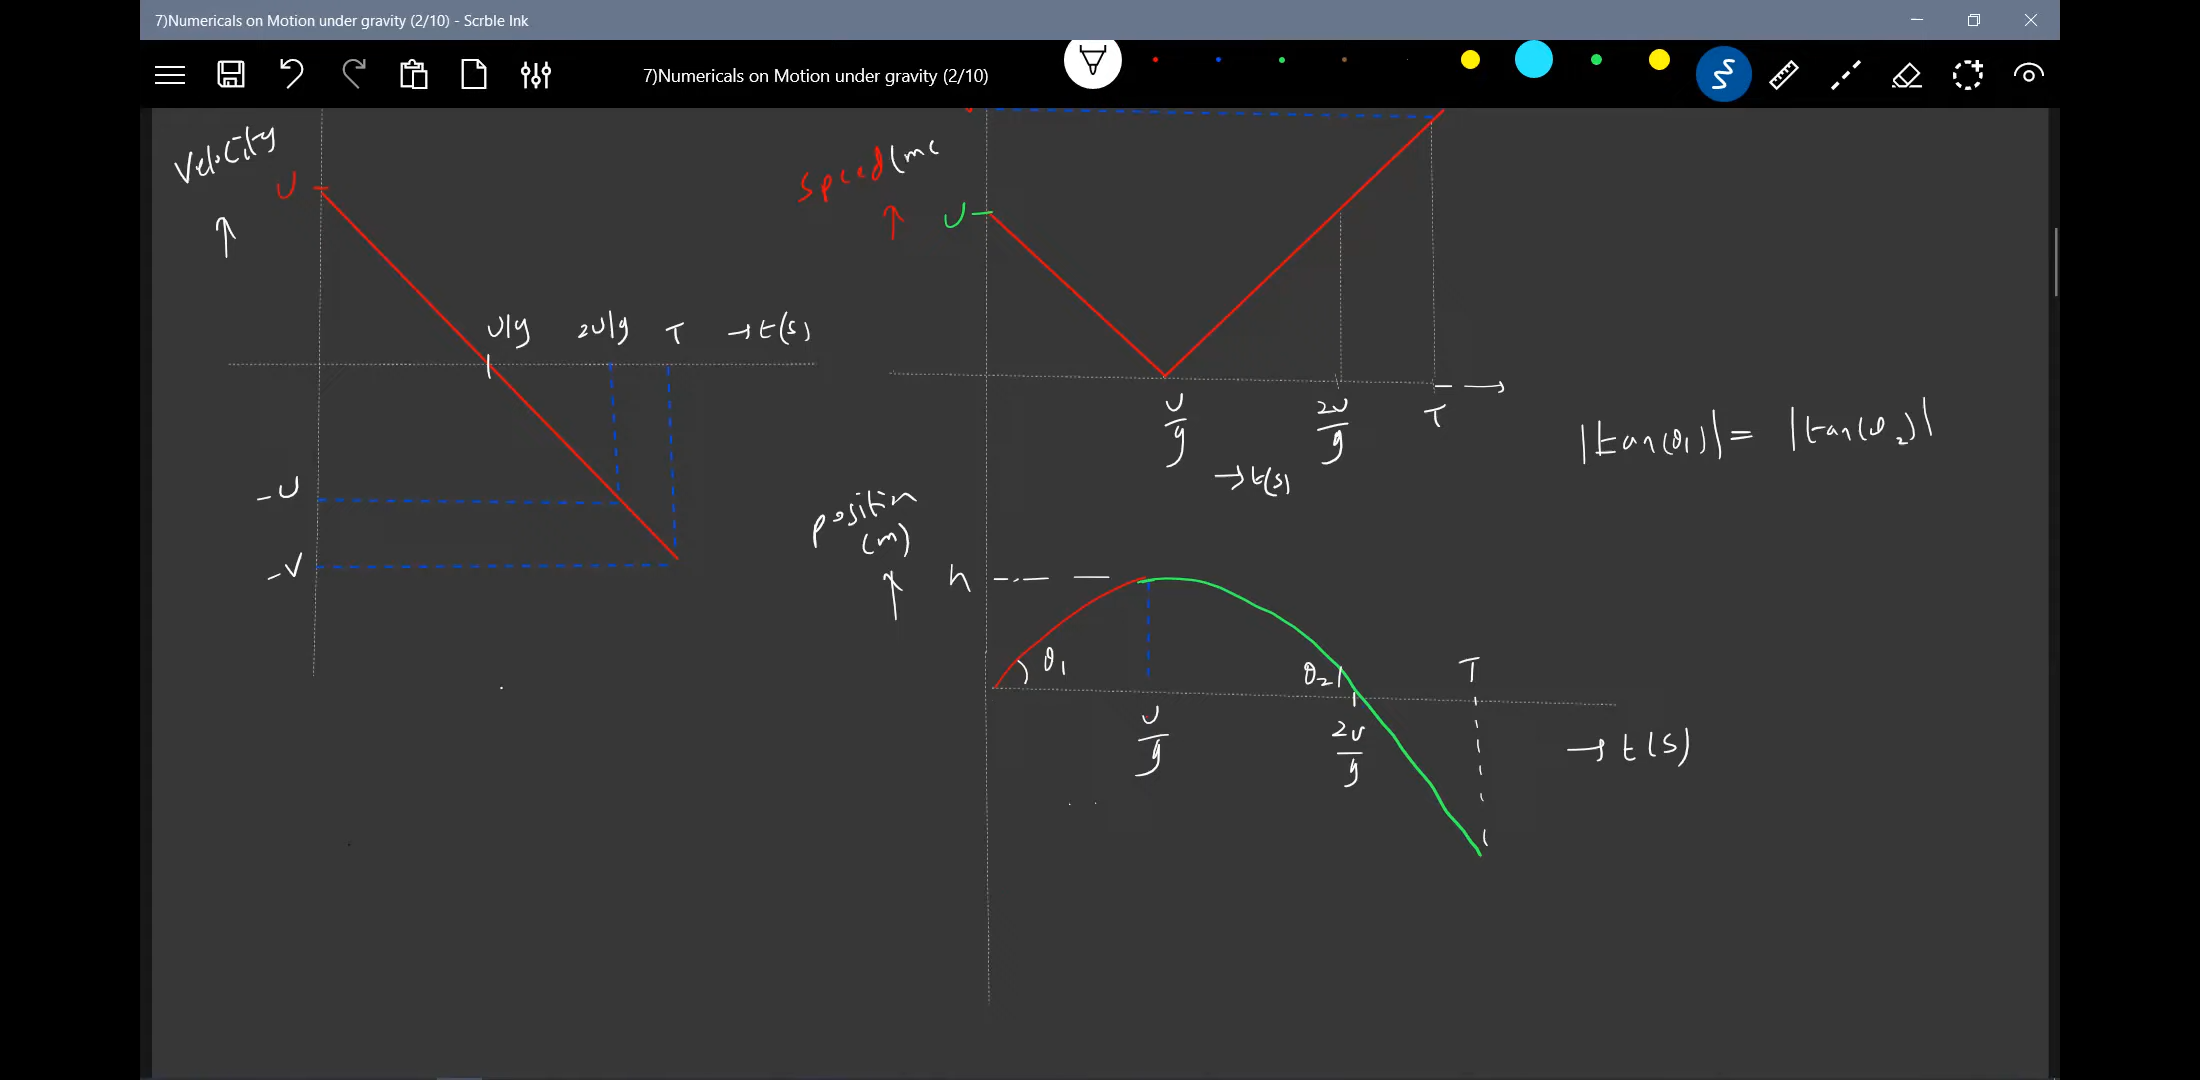 7)Numericals on Motion under gravity (2/10) - Scrble Ink
7)Numericals on Motion under gravity (2/10)
Velocity
U
U/g 2U/g T → t(s)
-U
-V
Speed (m
U
U/g 2U/g T
→ t(s)
|tan(θ₁)| = |tan(θ₂)|
position
(m)
h
θ₁ θ₂ T
U/g 2U/g → t(s)